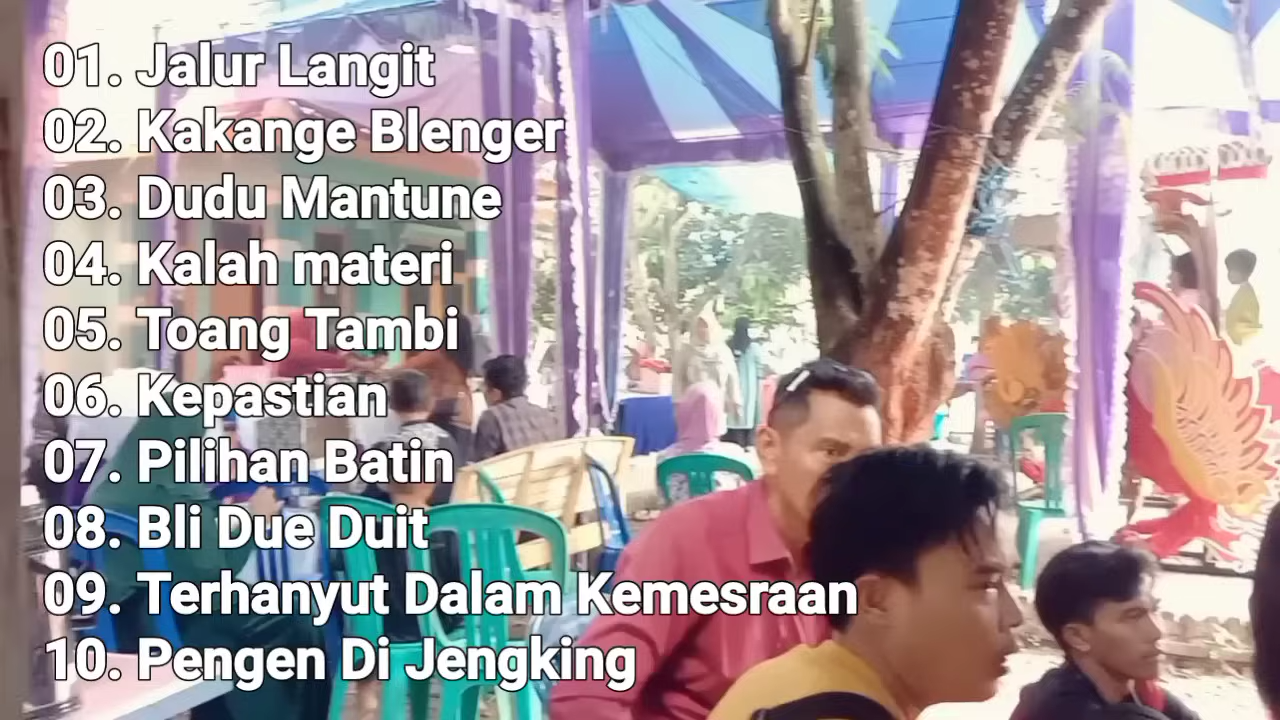 01. Jalur Langit
02. Kakange Blenger
03. Dudu Mantune
04. Kalah materi
05. Toang Tambi
06. Kepastian
07. Pilihan Batin
08. Bli Due Duit
09. Terhanyut Dalam Kemesraan
10. Pengen Di Jengking